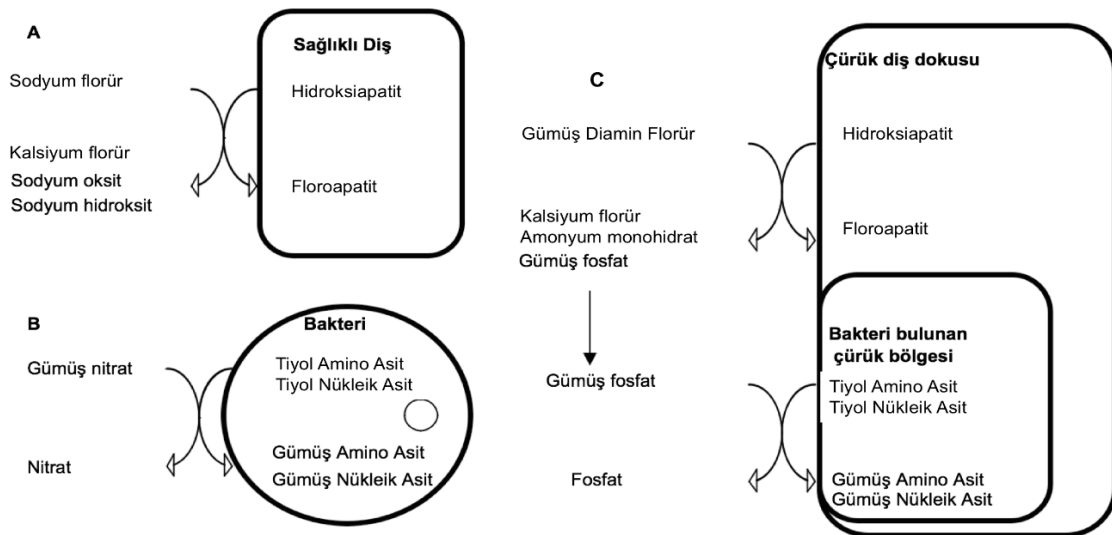 A
Sağlıklı Diş
Sodyum florür
Hidroksiapatit
Kalsiyum florür
Sodyum oksit
Sodyum hidroksit
Floroapatit
B
Bakteri
Gümüş nitrat
Tiyol Amino Asit
Tiyol Nükleik Asit
Nitrat
Gümüş Amino Asit
Gümüş Nükleik Asit
C
Çürük diş dokusu
Gümüş Diamin Florür
Hidroksiapatit
Kalsiyum florür
Amonyum monohidrat
Gümüş fosfat
Floroapatit
Bakteri bulunan
çürük bölgesi
Gümüş fosfat
Tiyol Amino Asit
Tiyol Nükleik Asit
Fosfat
Gümüş Amino Asit
Gümüş Nükleik Asit